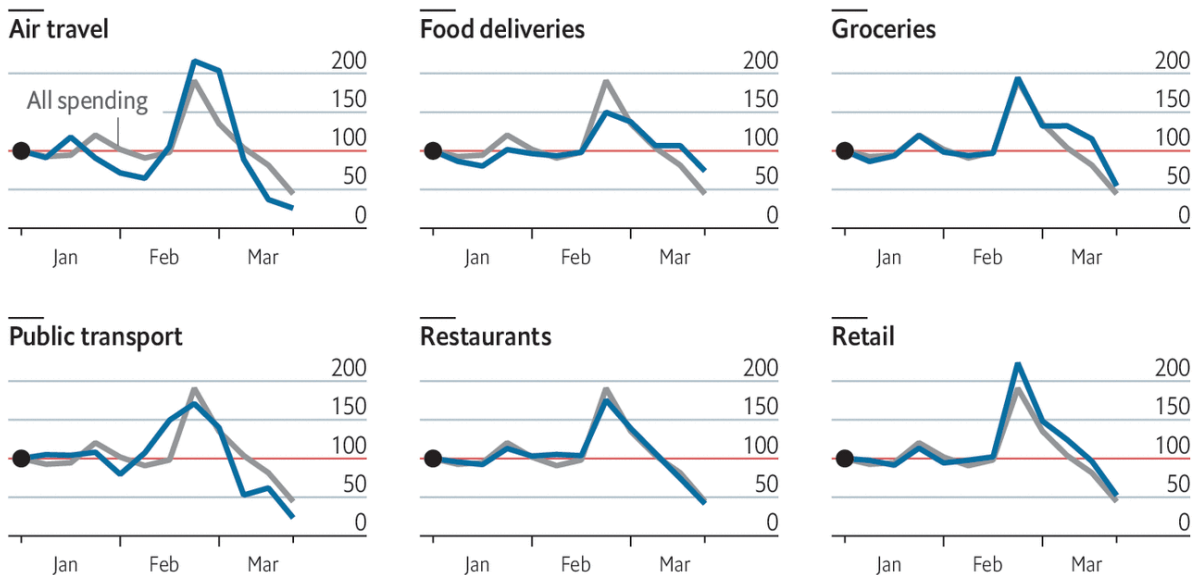 Air travel
200
All spending
150
100
50
0
Jan Feb Mar
Food deliveries
200
150
100
50
0
Jan Feb Mar
Groceries
200
150
100
50
0
Jan Feb Mar
Public transport
200
150
100
50
0
Jan Feb Mar
Restaurants
200
150
100
50
0
Jan Feb Mar
Retail
200
150
100
50
0
Jan Feb Mar